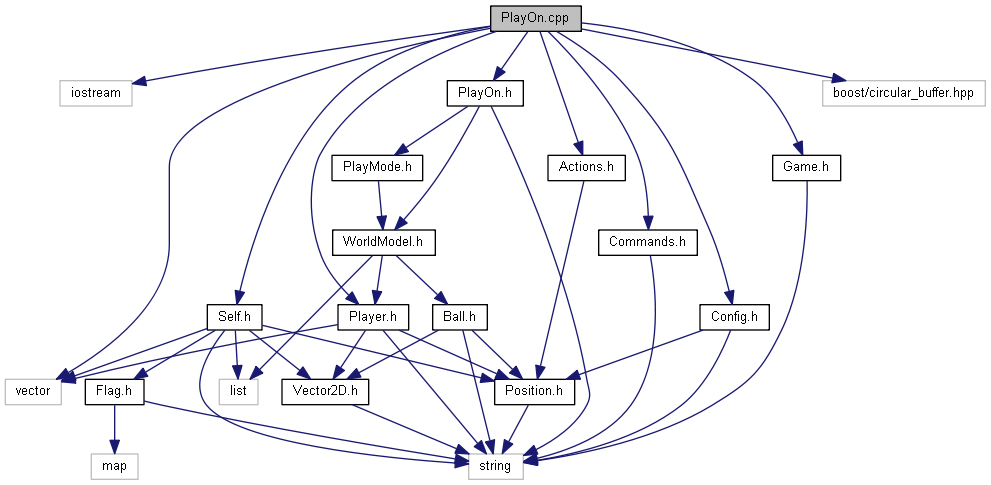 PlayOn.cpp
iostream
PlayOn.h
boost/circular_buffer.hpp
PlayMode.h
Actions.h
Game.h
WorldModel.h
Commands.h
Self.h
Player.h
Ball.h
Config.h
vector
Flag.h
list
Vector2D.h
Position.h
map
string